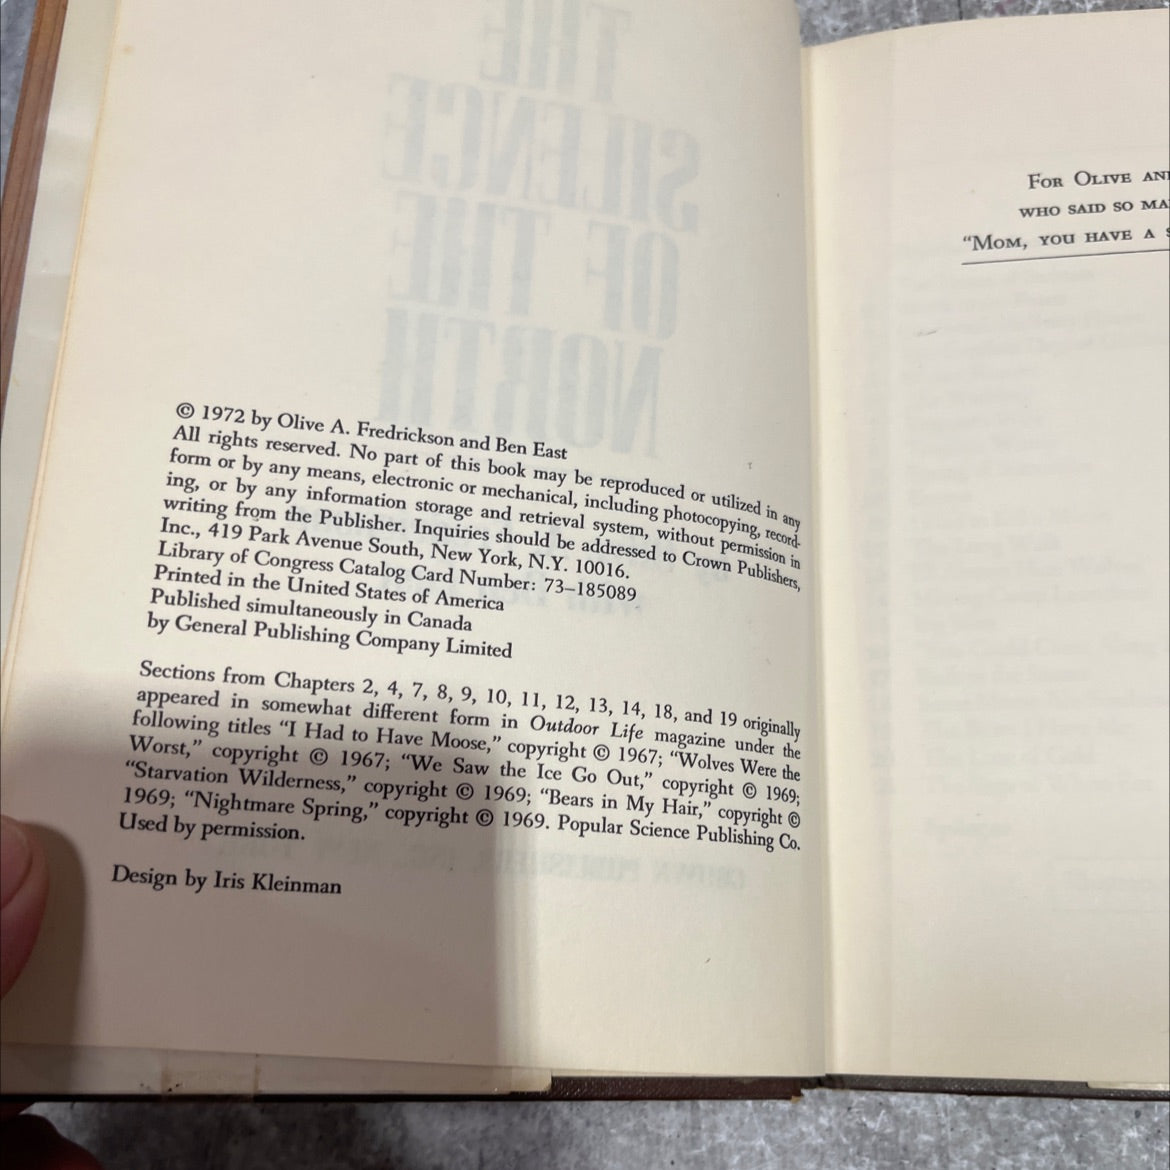 THE
SILENCE
OF THE
NORTH
© 1972 by Olive A. Fredrickson and Ben East
All rights reserved. No part of this book may be reproduced or utilized in any
form or by any means, electronic or mechanical, including photocopying, record-
ing, or by any information storage and retrieval system, without permission in
writing from the Publisher. Inquiries should be addressed to Crown Publishers,
Inc., 419 Park Avenue South, New York, N.Y. 10016.
Library of Congress Catalog Card Number: 73–185089
Printed in the United States of America
Published simultaneously in Canada
by General Publishing Company Limited
Sections from Chapters 2, 4, 7, 8, 9, 10, 11, 12, 13, 14, 18, and 19 originally
appeared in somewhat different form in Outdoor Life magazine under the
following titles “I Had to Have Moose,” copyright © 1967; “Wolves Were the
Worst,” copyright © 1967; “We Saw the Ice Go Out,” copyright © 1969;
“Starvation Wilderness,” copyright © 1969; “Bears in My Hair,” copyright ©
1969; “Nightmare Spring,” copyright © 1969. Popular Science Publishing Co.
Used by permission.
Design by Iris Kleinman
FOR OLIVE AN
WHO SAID SO MA
“MOM, YOU HAVE A